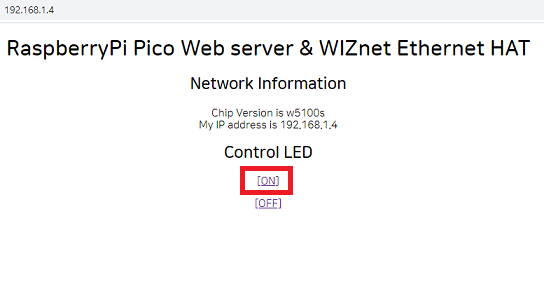 192.168.1.4
RaspberryPi Pico Web server & WIZnet Ethernet HAT
Network Information
Chip Version is w5100s
My IP address is 192.168.1.4
Control LED
[ON]
[OFF]